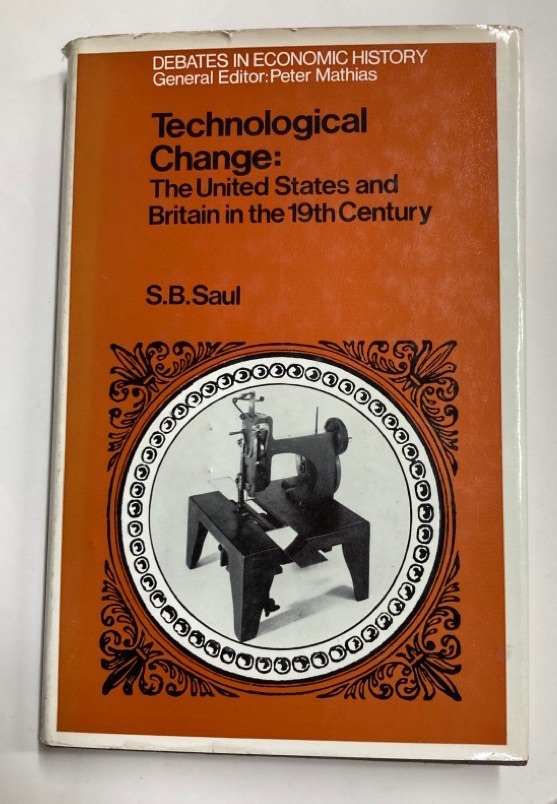 DEBATES IN ECONOMIC HISTORY
General Editor:Peter Mathias
Technological
Change:
The United States and
Britain in the 19th Century
S.B.Saul